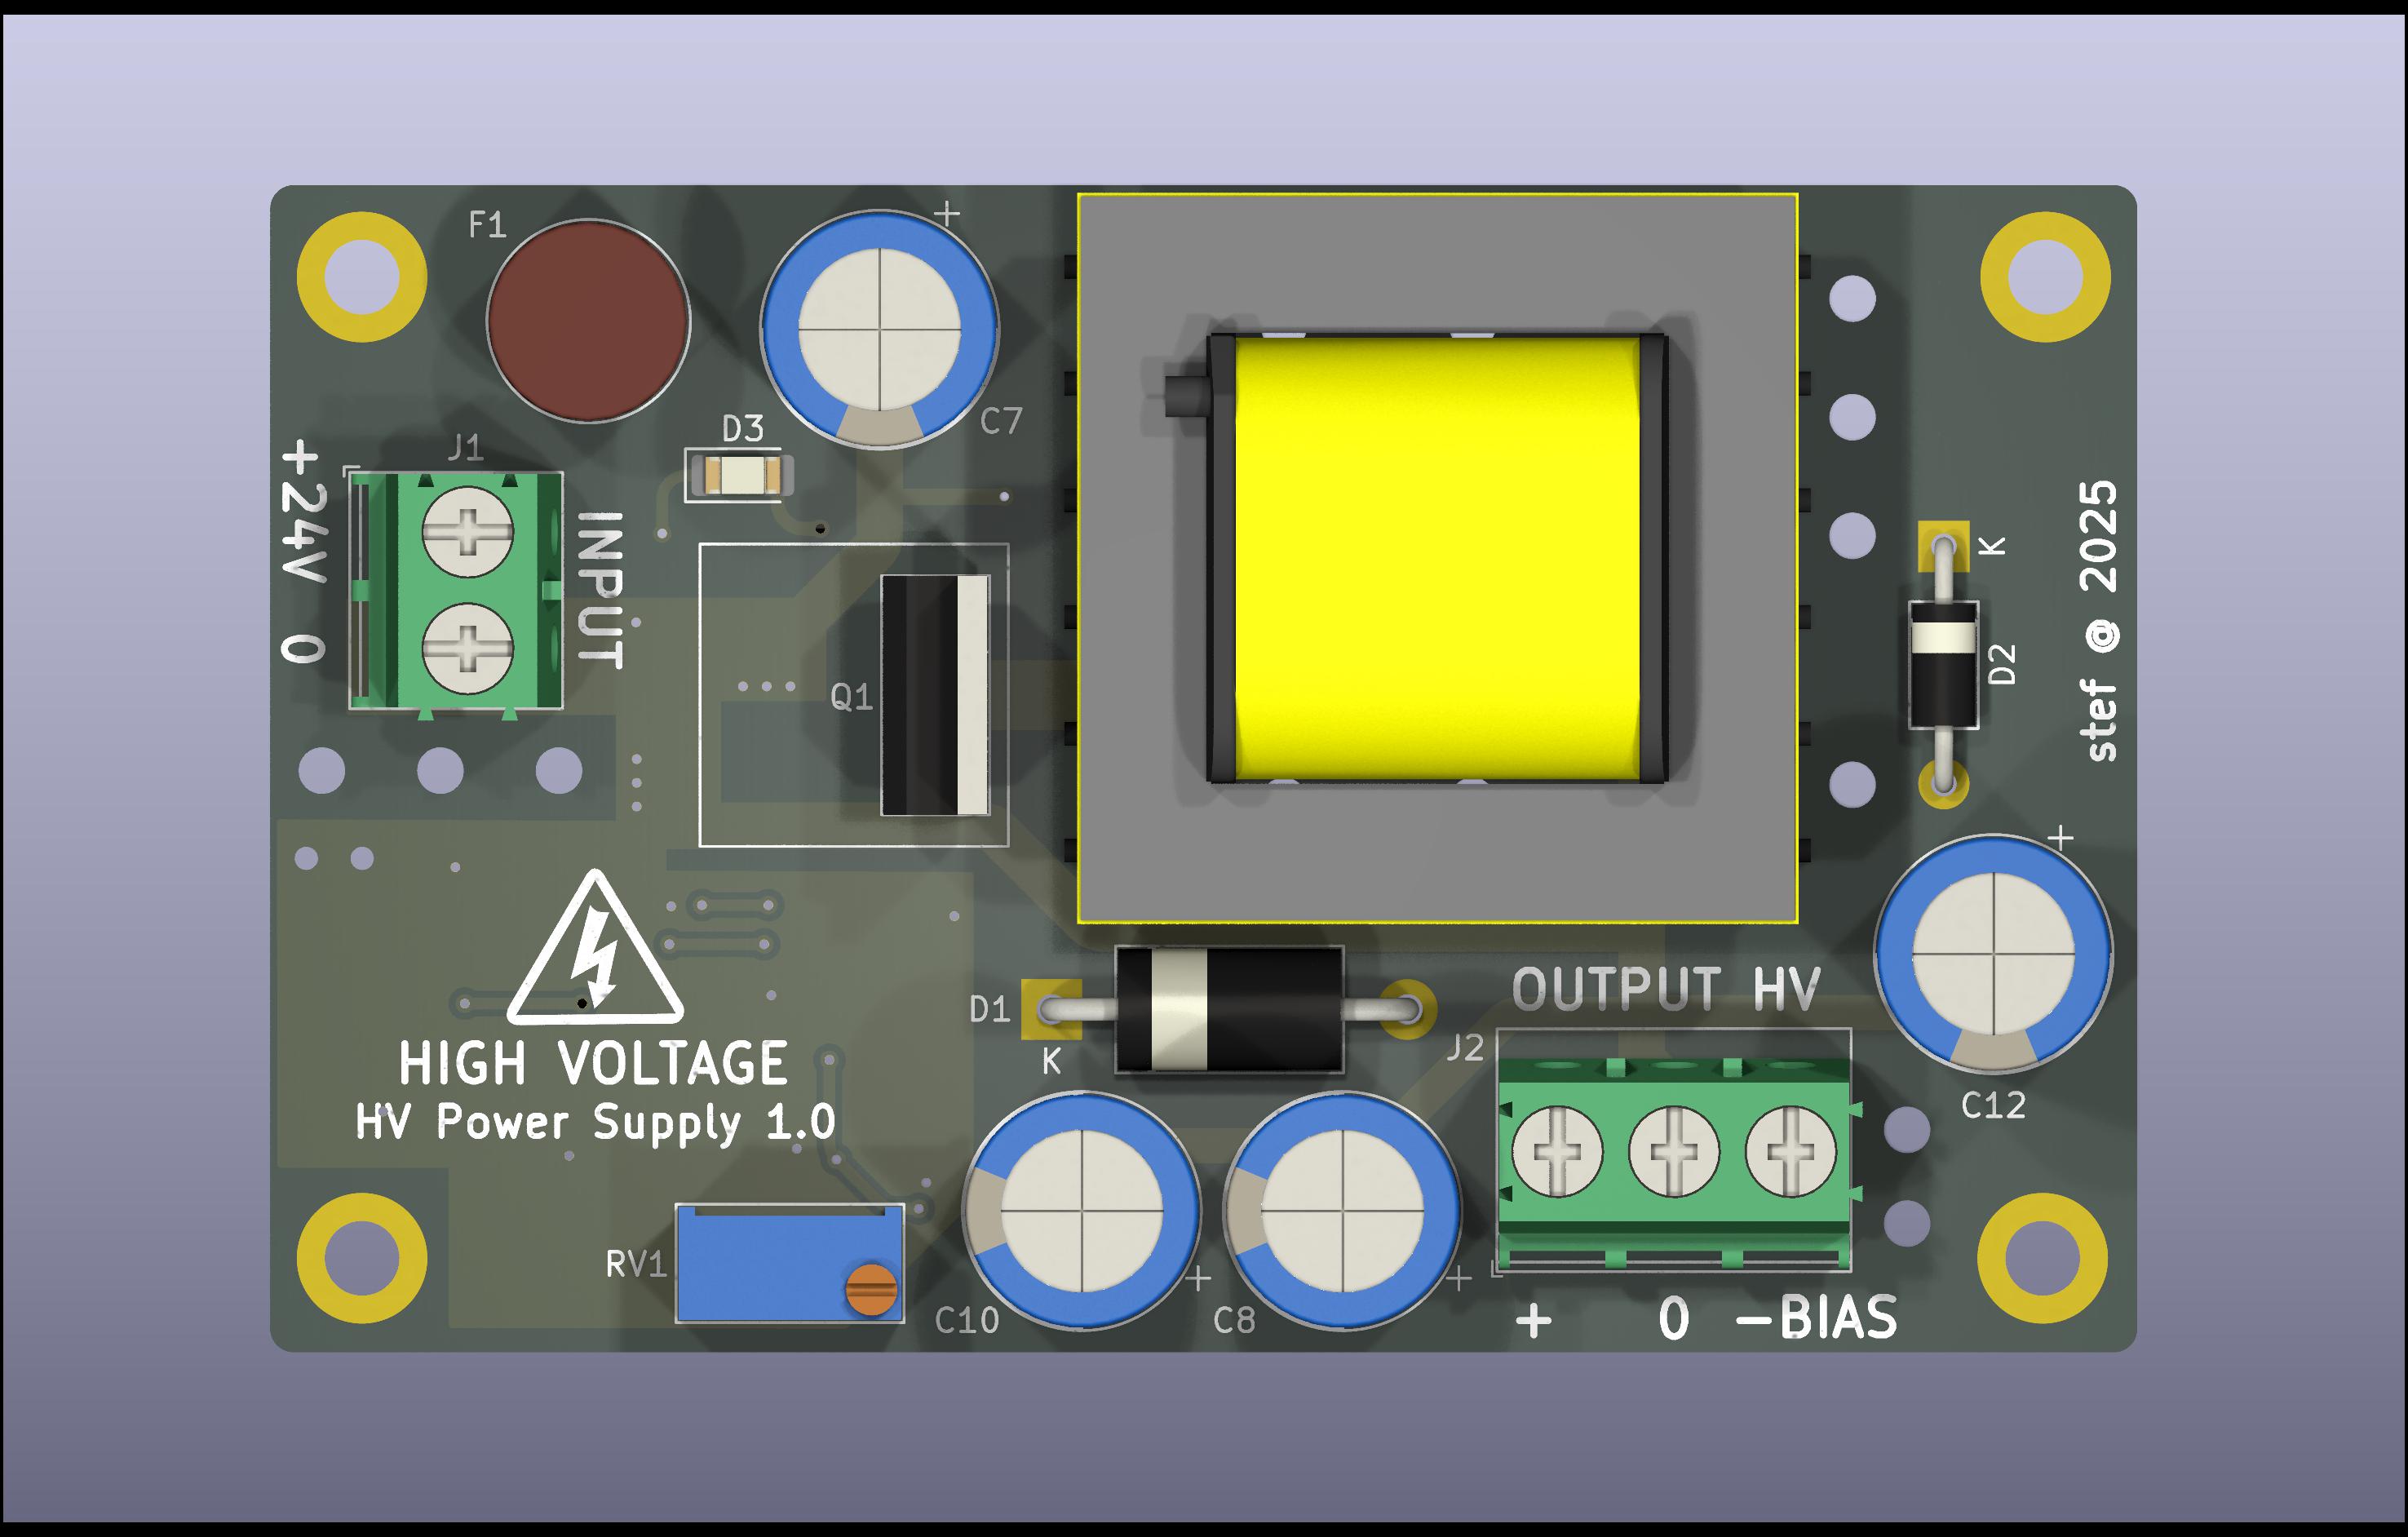 F1
+
C7
D3
J1
+24V
0
INPUT
Q1
K
D2
stef @ 2025
+
C12
HIGH VOLTAGE
HV Power Supply 1.0
D1
K
OUTPUT HV
J2
RV1
C10
+
C8
+
+ 0 -BIAS